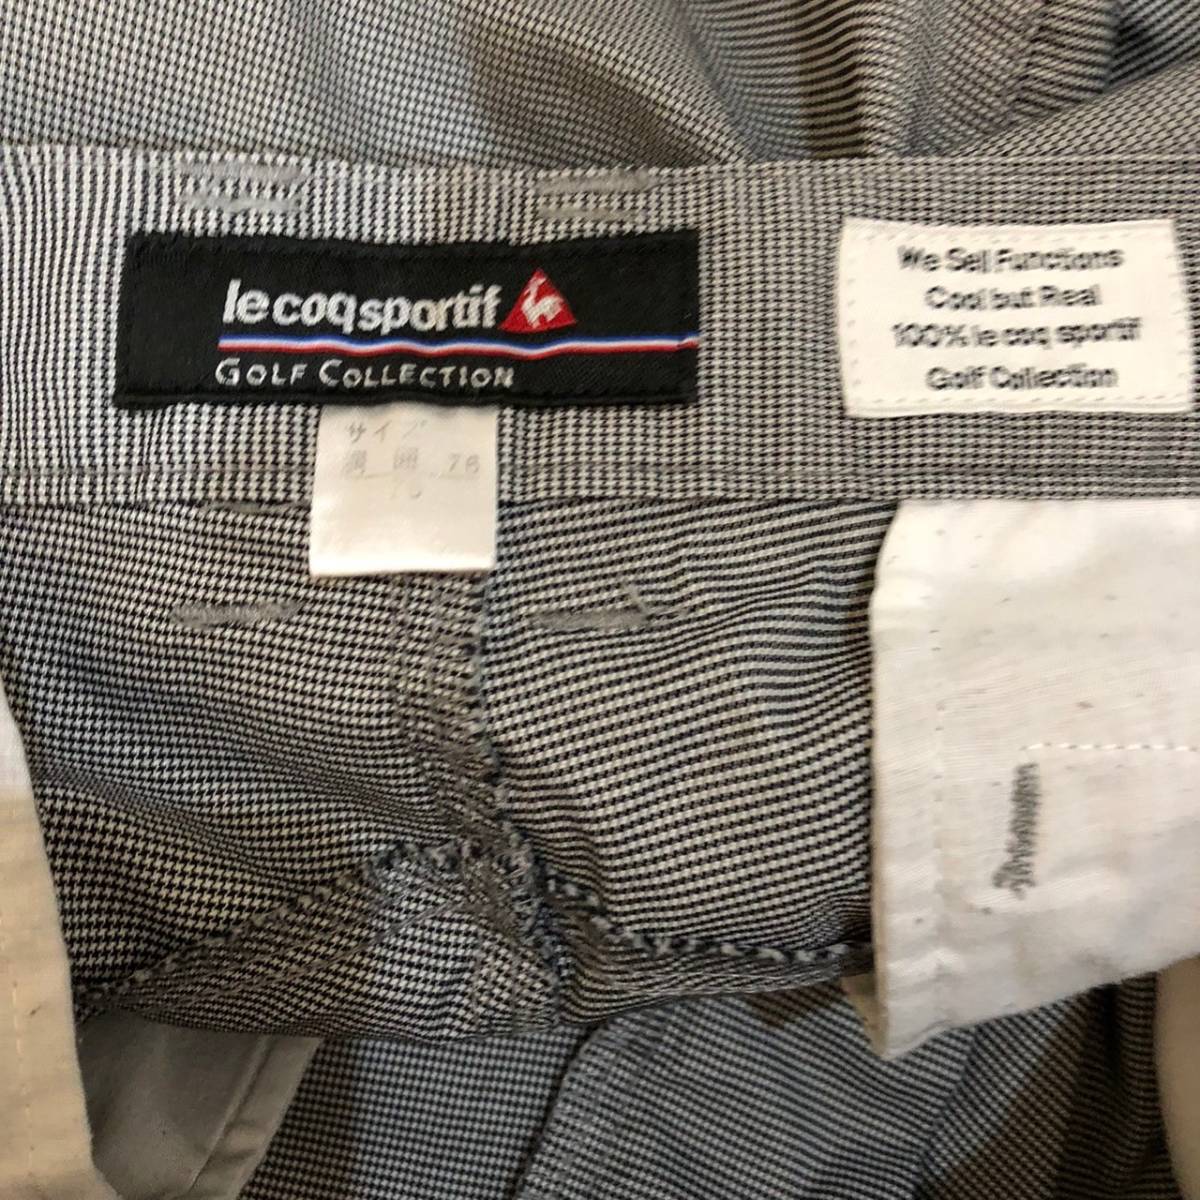 le coq sportif
GOLF COLLECTION
We Sell Functions
Cool but Real
100% le coq sportif
Golf Collection
サイズ
胴囲 76